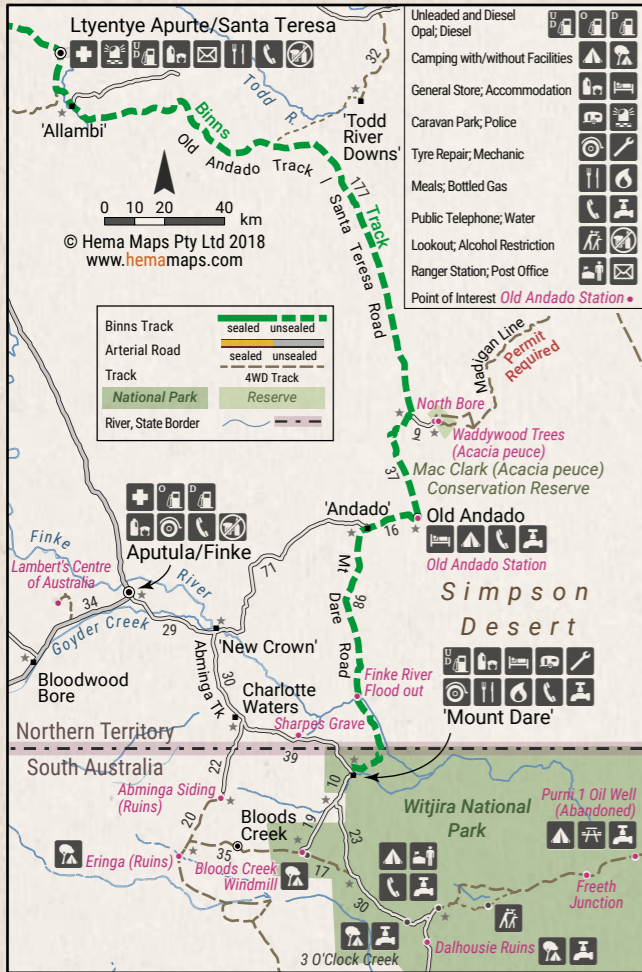 Ltyentye Apurte/Santa Teresa
U
D
O
D
Unleaded and Diesel
Opal; Diesel
U
D
O
D
Camping with/without Facilities
General Store; Accommodation
Caravan Park; Police
Tyre Repair; Mechanic
Meals; Bottled Gas
Public Telephone; Water
Lookout; Alcohol Restriction
Ranger Station; Post Office
Point of Interest Old Andado Station
'Allambi'
Todd R.
32
'Todd
River
Downs'
Binns
Track
Old Andado Track / Santa Teresa Road
177
0 10 20 40
km
© Hema Maps Pty Ltd 2018
www.hemamaps.com
Binns Track
sealed unsealed
Arterial Road
sealed unsealed
Track
4WD Track
National Park
Reserve
River, State Border
Madigan Line
Permit
Required
North Bore
9
Waddywood Trees
(Acacia peuce)
Mac Clark (Acacia peuce)
Conservation Reserve
37
'Andado'
16
Old Andado
Old Andado Station
O
D
Aputula/Finke
Finke
River
Lambert's Centre
of Australia
34
Goyder Creek
29
71
'New Crown'
Bloodwood
Bore
30
Abminga Tk
Mt Dare Road
98
Simpson
Desert
Finke River
Flood out
U
D
'Mount Dare'
Charlotte
Waters
Sharpes Grave
39
Northern Territory
South Australia
22
Abminga Siding
(Ruins)
10
Witjira National
Park
Purni 1 Oil Well
(Abandoned)
Bloods
Creek
19
23
20
35
Eringa (Ruins)
Bloods Creek
Windmill
17
30
Freeth
Junction
3 O'Clock Creek
Dalhousie Ruins